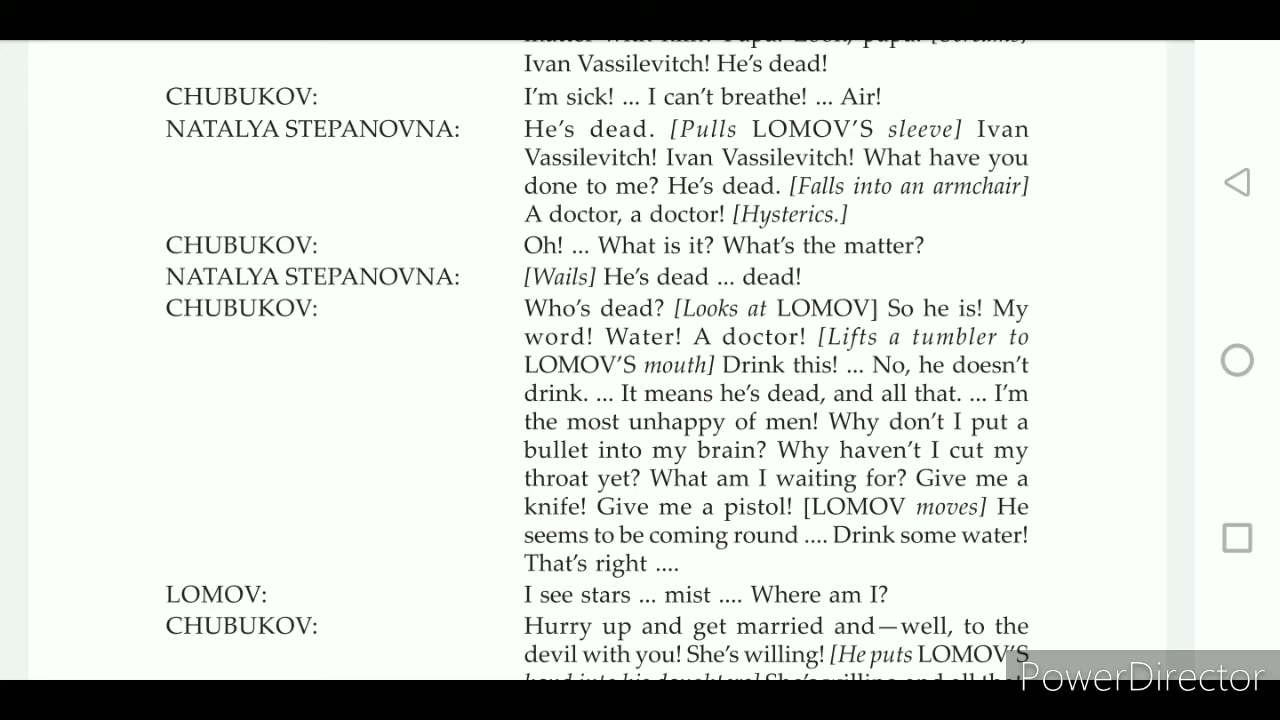 Ivan Vassilevitch! He's dead!
CHUBUKOV: I'm sick! ... I can't breathe! ... Air!
NATALYA STEPANOVNA: He's dead. [Pulls LOMOV'S sleeve] Ivan
Vassilevitch! Ivan Vassilevitch! What have you
done to me? He's dead. [Falls into an armchair]
A doctor, a doctor! [Hysterics.]
CHUBUKOV: Oh! ... What is it? What's the matter?
NATALYA STEPANOVNA: [Wails] He's dead ... dead!
CHUBUKOV: Who's dead? [Looks at LOMOV] So he is! My
word! Water! A doctor! [Lifts a tumbler to
LOMOV'S mouth] Drink this! ... No, he doesn't
drink. ... It means he's dead, and all that. ... I'm
the most unhappy of men! Why don't I put a
bullet into my brain? Why haven't I cut my
throat yet? What am I waiting for? Give me a
knife! Give me a pistol! [LOMOV moves] He
seems to be coming round .... Drink some water!
That's right ....
LOMOV: I see stars ... mist .... Where am I?
CHUBUKOV: Hurry up and get married and—well, to the
devil with you! She's willing! [He puts LOMOV'S
PowerDirector